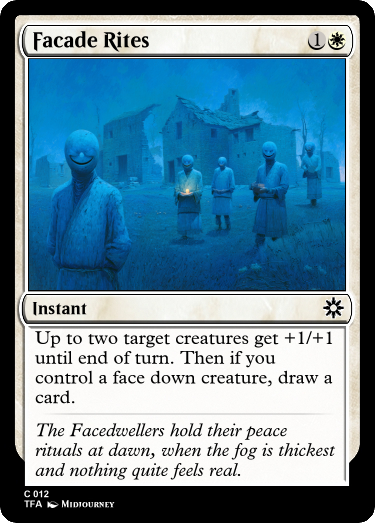 Facade Rites 1
Instant
Up to two target creatures get +1/+1
until end of turn. Then if you
control a face down creature, draw a
card.
The Facedwellers hold their peace
rituals at dawn, when the fog is thickest
and nothing quite feels real.
C 012
TFA Midjourney